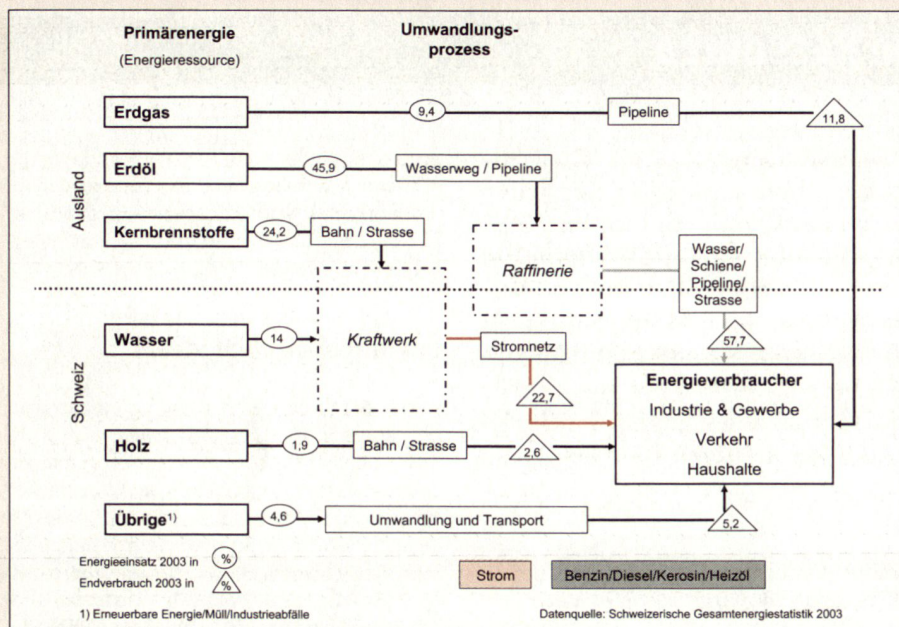 Primärenergie
(Energieressource)
Umwandlungs-
prozess
Ausland
Erdgas
9,4
Pipeline
11,8
Erdöl
45,9
Wasserweg / Pipeline
Kernbrennstoffe
24,2
Bahn / Strasse
Raffinerie
Wasser/
Schiene/
Pipeline/
Strasse
Schweiz
Wasser
14
Kraftwerk
Stromnetz
57,7
22,7
Energieverbraucher
Industrie & Gewerbe
Verkehr
Haushalte
Holz
1,9
Bahn / Strasse
2,6
Übrige1)
4,6
Umwandlung und Transport
5,2
Energieeinsatz 2003 in %
Endverbrauch 2003 in %
Strom
Benzin/Diesel/Kerosin/Heizöl
1) Erneuerbare Energie/Müll/Industrieabfälle
Datenquelle: Schweizerische Gesamtenergiestatistik 2003